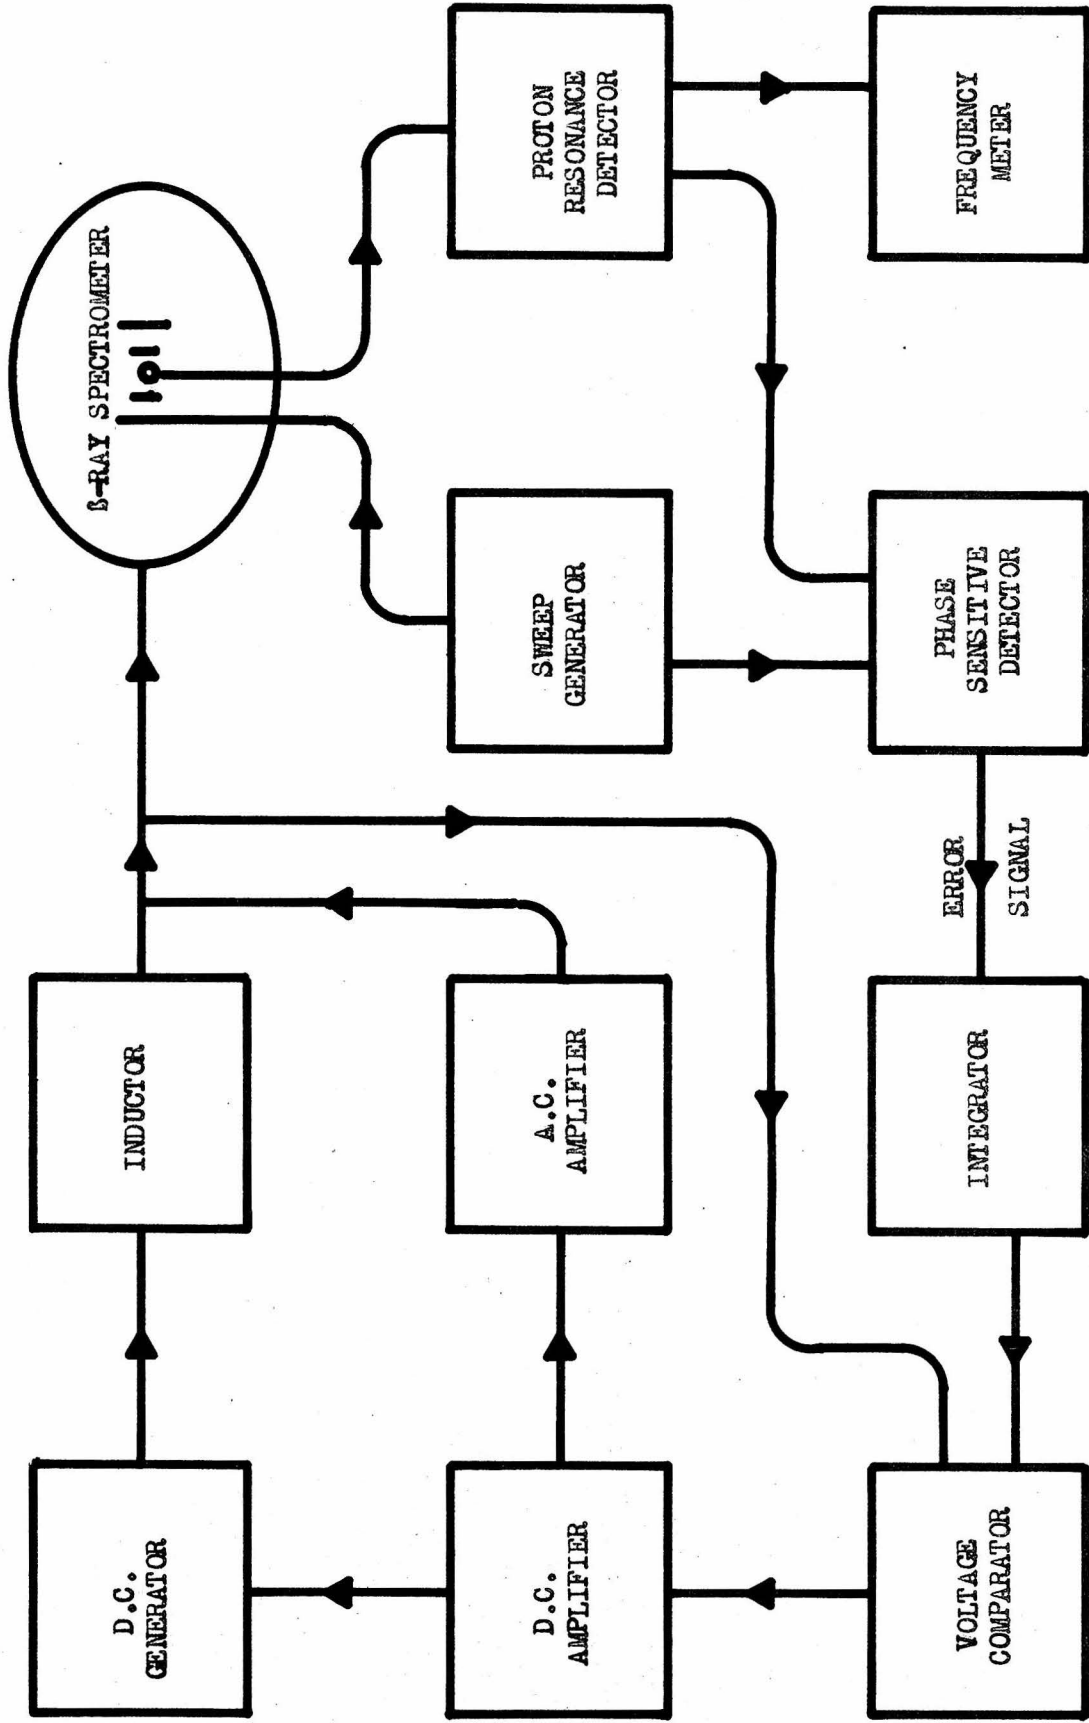 D.C.
GENERATOR
INDUCTOR
β-RAY SPECTROMETER
D.C.
AMPLIFIER
A.C.
AMPLIFIER
SWEEP
GENERATOR
PROTON
RESONANCE
DETECTOR
VOLTAGE
COMPARATOR
INTEGRATOR
ERROR
SIGNAL
PHASE
SENSITIVE
DETECTOR
FREQUENCY
METER